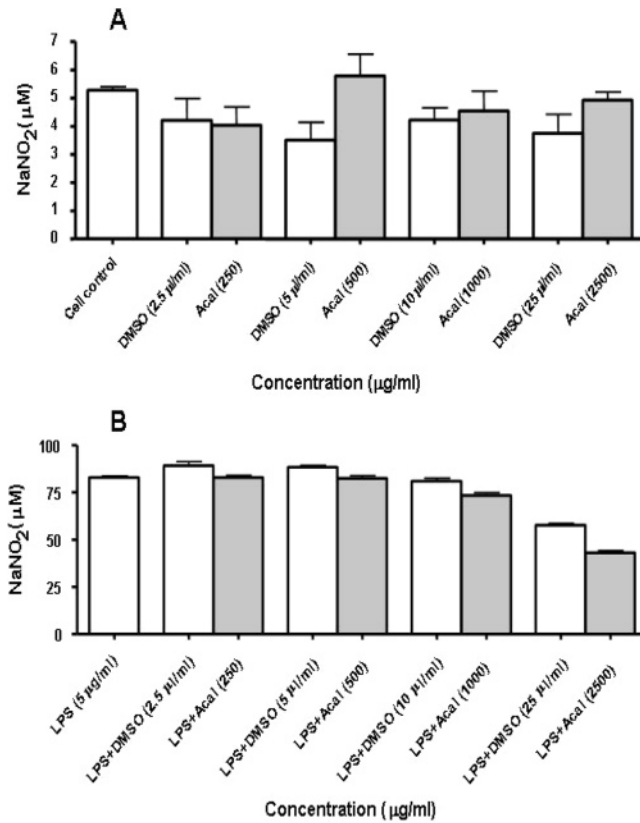 A
NaNO₂( µM)
7
6
5
4
3
2
1
0
Cell control
DMSO (2.5 µl/ml)
Acal (250)
DMSO (5 µl/ml)
Acal (500)
DMSO (10 µl/ml)
Acal (1000)
DMSO (25 µl/ml)
Acal (2500)
Concentration (µg/ml)
B
NaNO₂( µM)
100
75
50
25
0
LPS (5 µg/ml)
LPS+DMSO (2.5 µl/ml)
LPS+Acal (250)
LPS+DMSO (5 µl/ml)
LPS+Acal (500)
LPS+DMSO (10 µl/ml)
LPS+Acal (1000)
LPS+DMSO (25 µl/ml)
LPS+Acal (2500)
Concentration (µg/ml)